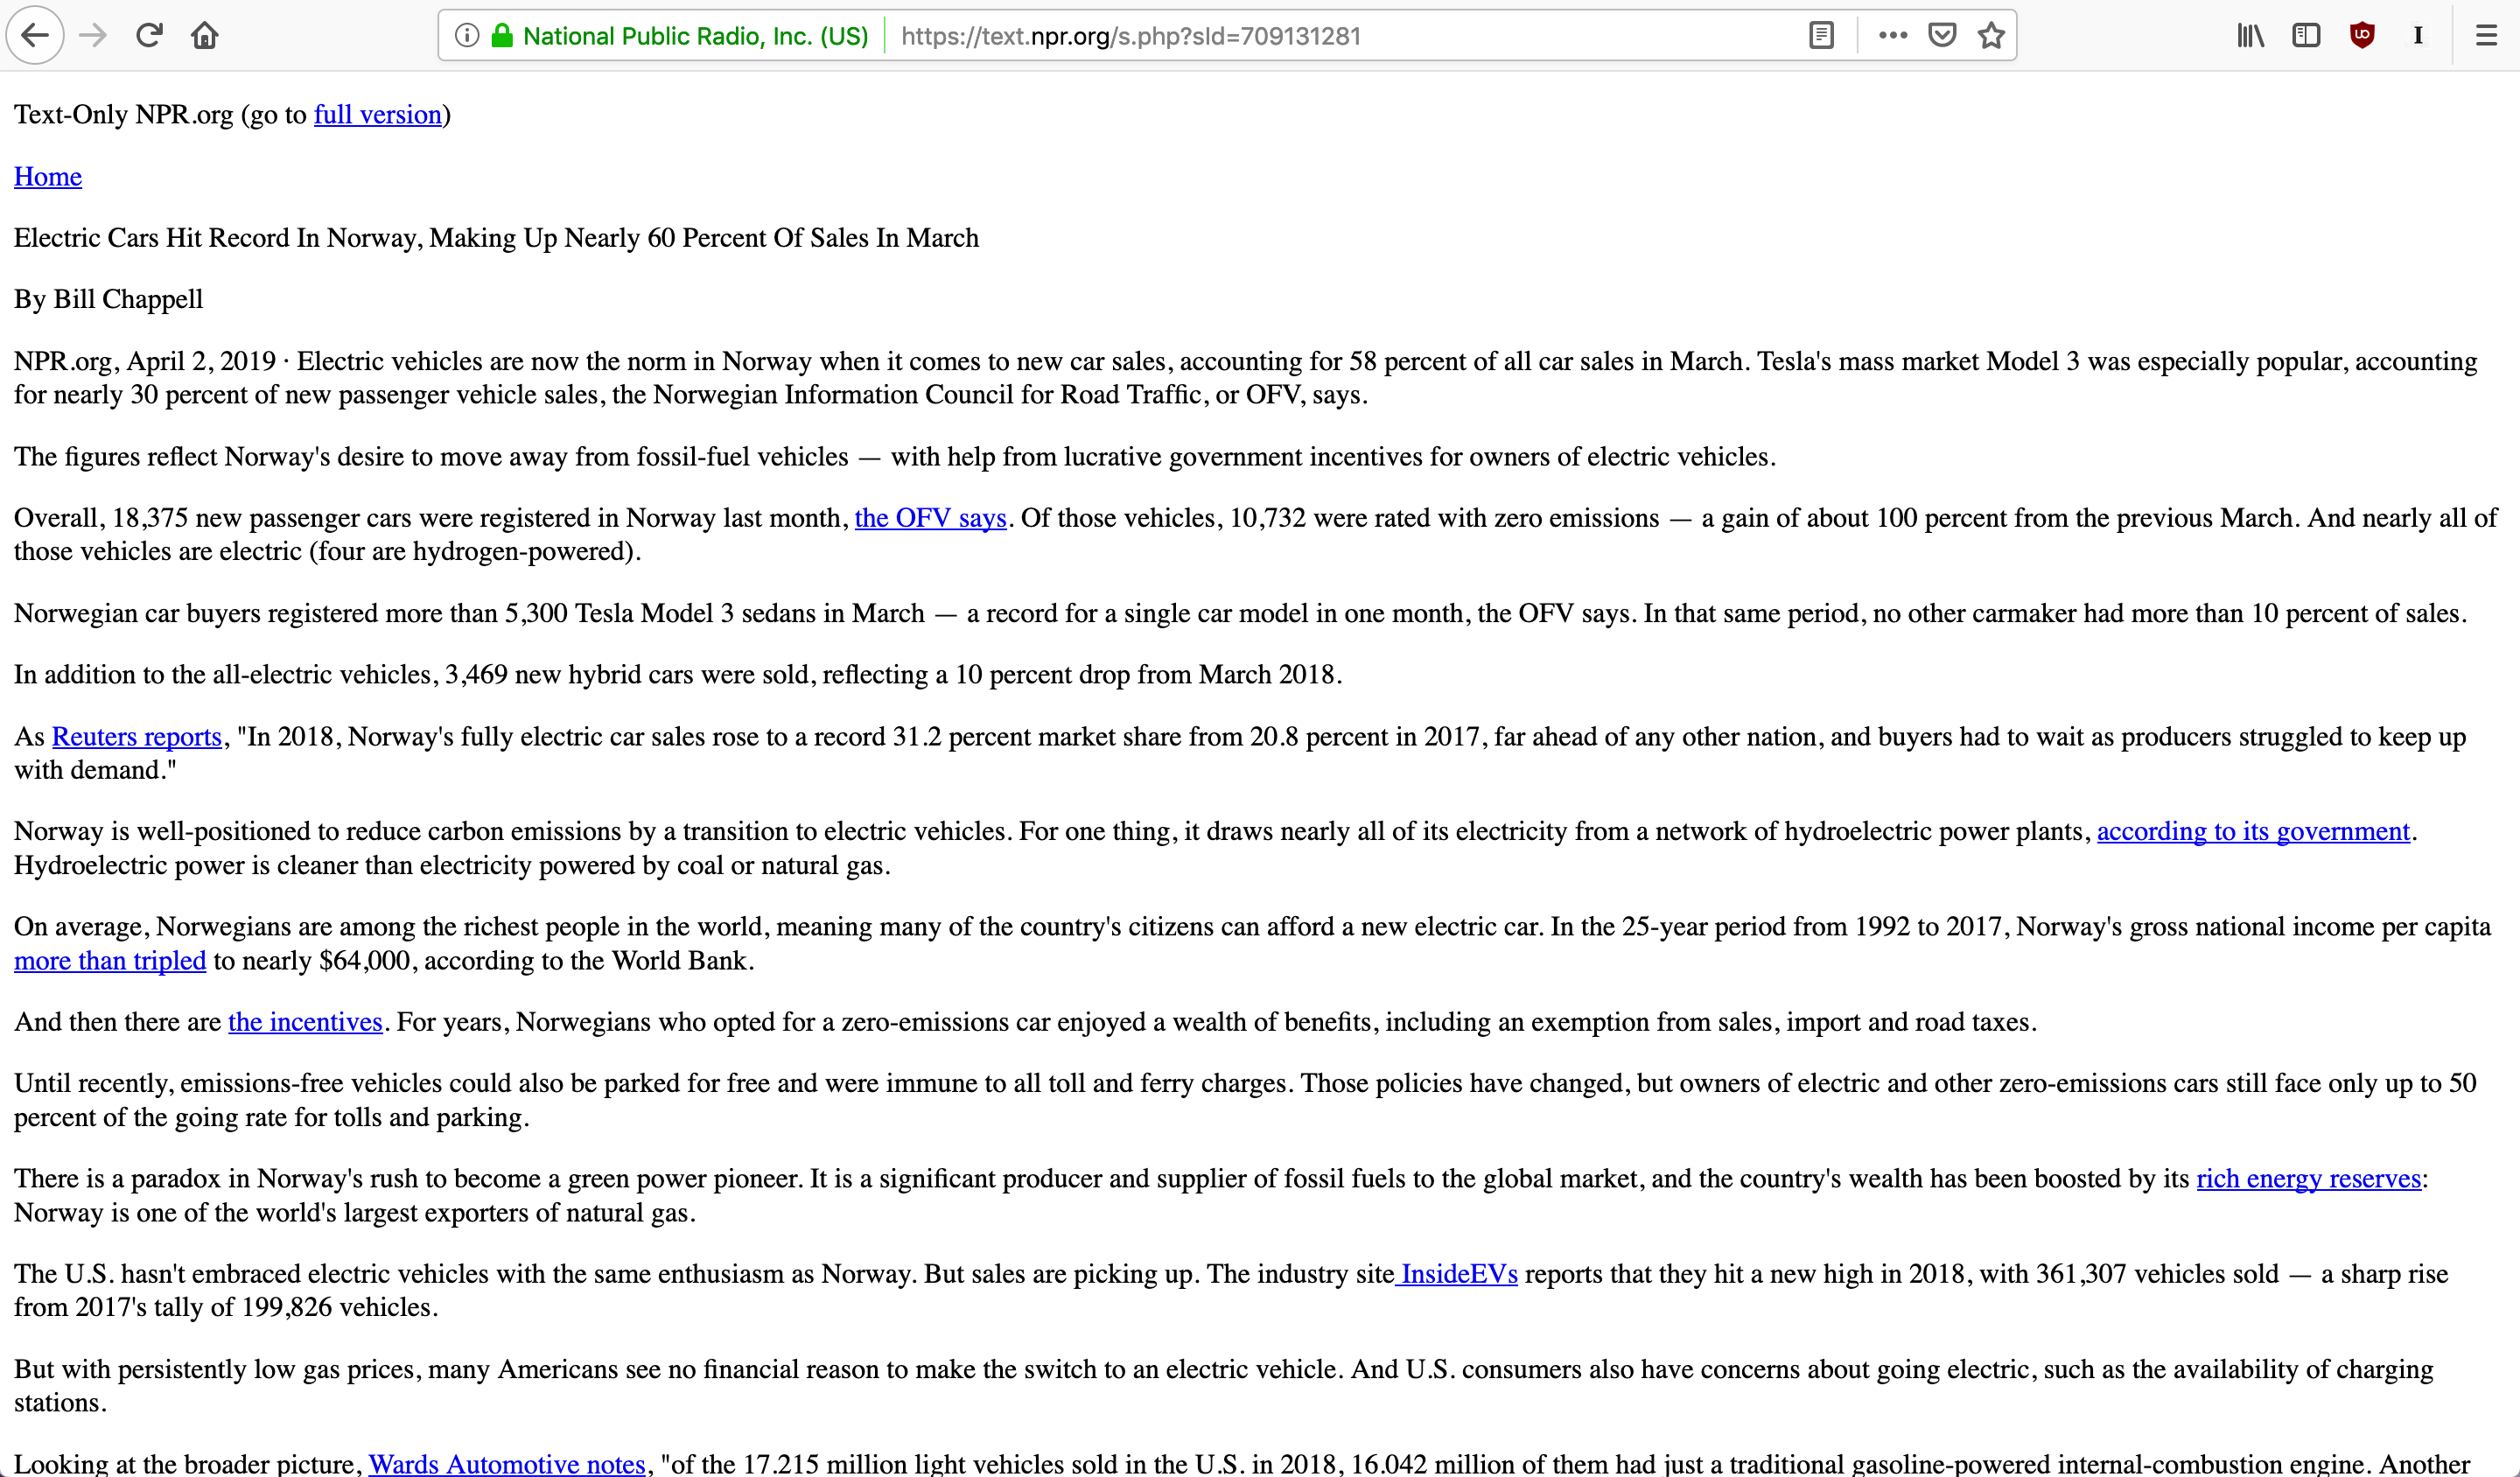 National Public Radio, Inc. (US) https://text.npr.org/s.php?sId=709131281
Text-Only NPR.org (go to full version)
Home
Electric Cars Hit Record In Norway, Making Up Nearly 60 Percent Of Sales In March
By Bill Chappell
NPR.org, April 2, 2019 · Electric vehicles are now the norm in Norway when it comes to new car sales, accounting for 58 percent of all car sales in March. Tesla's mass market Model 3 was especially popular, accounting
for nearly 30 percent of new passenger vehicle sales, the Norwegian Information Council for Road Traffic, or OFV, says.
The figures reflect Norway's desire to move away from fossil-fuel vehicles — with help from lucrative government incentives for owners of electric vehicles.
Overall, 18,375 new passenger cars were registered in Norway last month, the OFV says. Of those vehicles, 10,732 were rated with zero emissions — a gain of about 100 percent from the previous March. And nearly all of
those vehicles are electric (four are hydrogen-powered).
Norwegian car buyers registered more than 5,300 Tesla Model 3 sedans in March — a record for a single car model in one month, the OFV says. In that same period, no other carmaker had more than 10 percent of sales.
In addition to the all-electric vehicles, 3,469 new hybrid cars were sold, reflecting a 10 percent drop from March 2018.
As Reuters reports, "In 2018, Norway's fully electric car sales rose to a record 31.2 percent market share from 20.8 percent in 2017, far ahead of any other nation, and buyers had to wait as producers struggled to keep up
with demand."
Norway is well-positioned to reduce carbon emissions by a transition to electric vehicles. For one thing, it draws nearly all of its electricity from a network of hydroelectric power plants, according to its government.
Hydroelectric power is cleaner than electricity powered by coal or natural gas.
On average, Norwegians are among the richest people in the world, meaning many of the country's citizens can afford a new electric car. In the 25-year period from 1992 to 2017, Norway's gross national income per capita
more than tripled to nearly $64,000, according to the World Bank.
And then there are the incentives. For years, Norwegians who opted for a zero-emissions car enjoyed a wealth of benefits, including an exemption from sales, import and road taxes.
Until recently, emissions-free vehicles could also be parked for free and were immune to all toll and ferry charges. Those policies have changed, but owners of electric and other zero-emissions cars still face only up to 50
percent of the going rate for tolls and parking.
There is a paradox in Norway's rush to become a green power pioneer. It is a significant producer and supplier of fossil fuels to the global market, and the country's wealth has been boosted by its rich energy reserves:
Norway is one of the world's largest exporters of natural gas.
The U.S. hasn't embraced electric vehicles with the same enthusiasm as Norway. But sales are picking up. The industry site InsideEVs reports that they hit a new high in 2018, with 361,307 vehicles sold — a sharp rise
from 2017's tally of 199,826 vehicles.
But with persistently low gas prices, many Americans see no financial reason to make the switch to an electric vehicle. And U.S. consumers also have concerns about going electric, such as the availability of charging
stations.
Looking at the broader picture, Wards Automotive notes, "of the 17.215 million light vehicles sold in the U.S. in 2018, 16.042 million of them had just a traditional gasoline-powered internal-combustion engine. Another